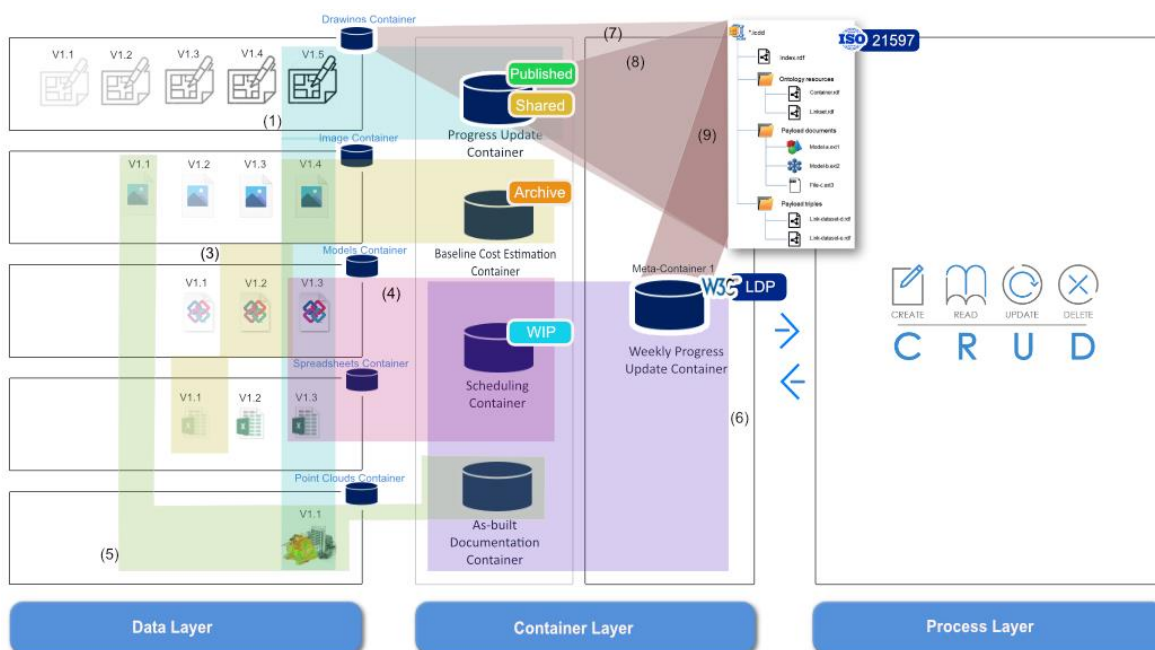 Drawings Container
(7)
*.icdd
ISO 21597
V1.1
V1.2
V1.3
V1.4
V1.5
(8)
Index.rdf
Published
Ontology resources
Container.rdf
Shared
Linkset.rdf
(1)
Image Container
Progress Update
Container
(9)
Payload documents
V1.1
V1.2
V1.3
V1.4
Archive
Payload triples
(3)
Models Container
Baseline Cost Estimation
Container
V1.1
V1.2
V1.3
(4)
Meta-Container 1
W3C LDP
WIP
CREATE
READ
UPDATE
DELETE
C R U D
Weekly Progress
Update Container
Spreadsheets Container
Scheduling
Container
V1.1
V1.2
V1.3
(6)
Point Clouds Container
V1.1
(5)
As-built
Documentation
Container
Data Layer
Container Layer
Process Layer